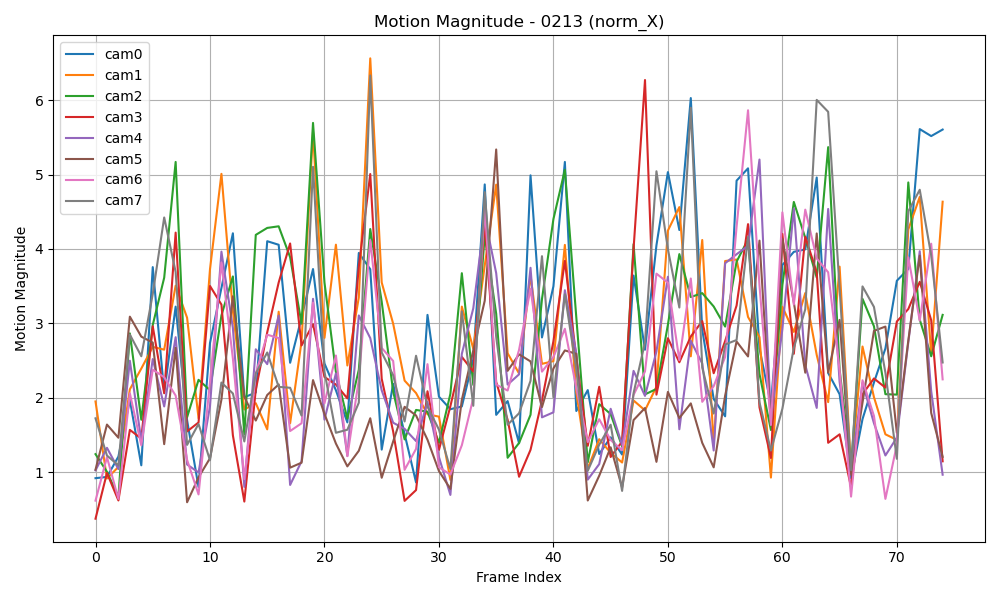 Motion Magnitude - 0213 (norm_X)
cam0
cam1
cam2
cam3
cam4
cam5
cam6
cam7
Motion Magnitude
6
5
4
3
2
1
0 10 20 30 40 50 60 70
Frame Index